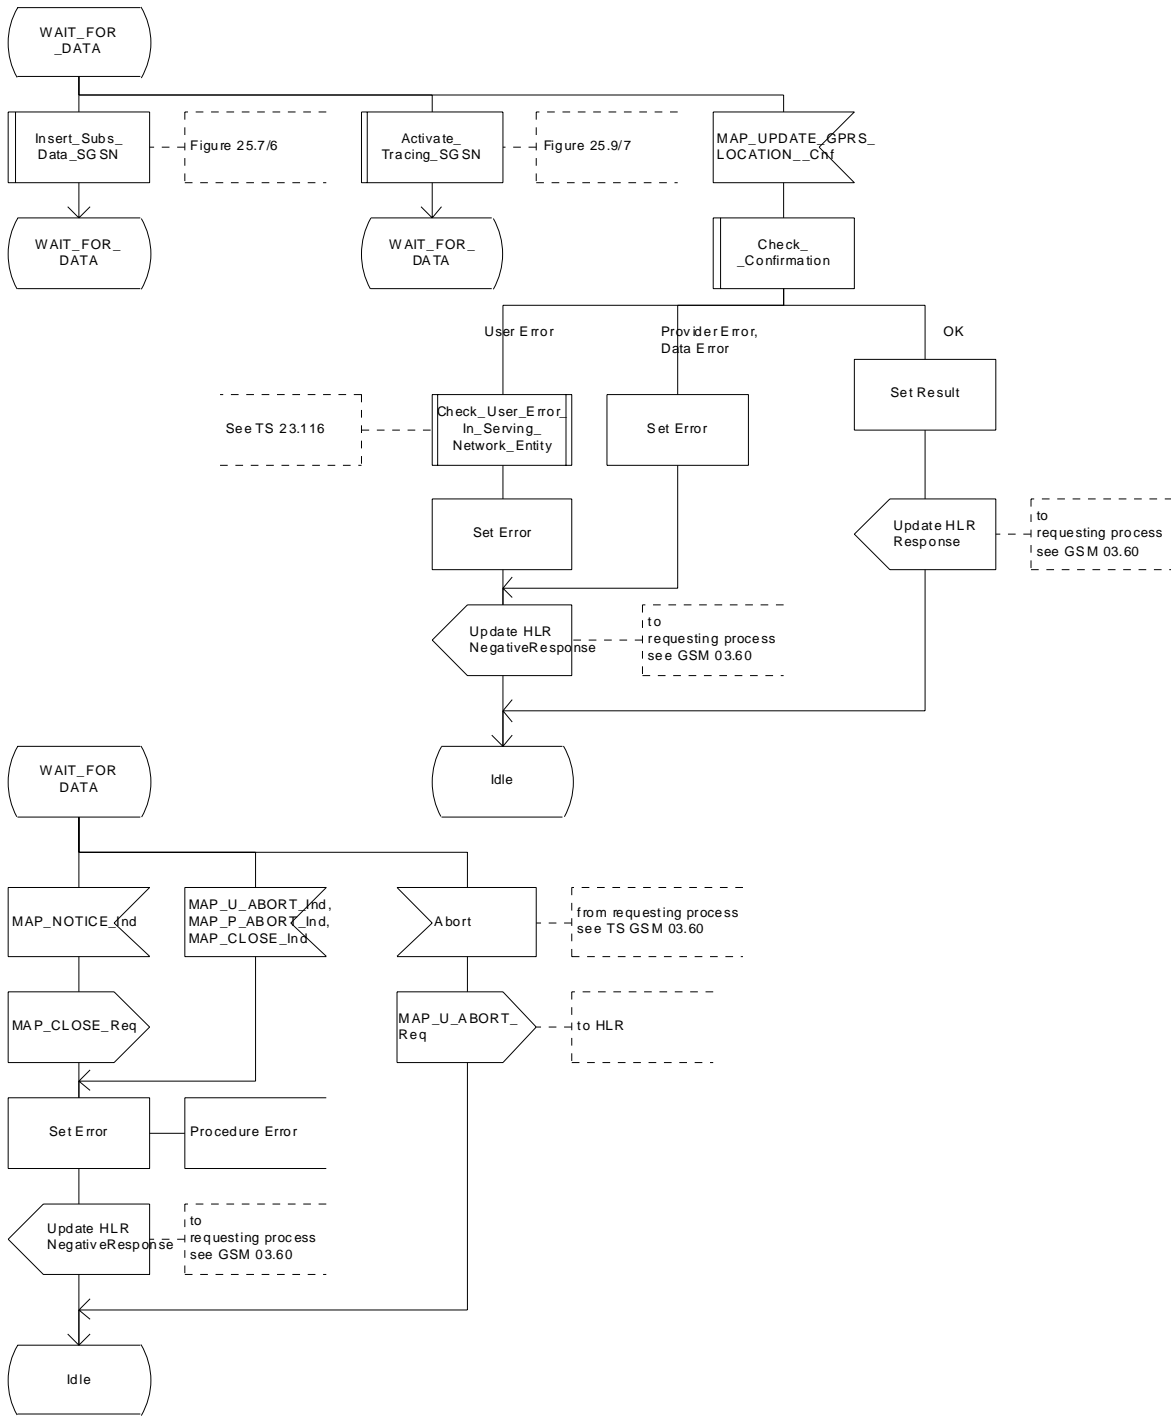 WAIT_FOR
_DATA
Insert_Subs_
Data_SGSN
Figure 25.7/6
Activate_
Tracing_SGSN
Figure 25.9/7
MAP_UPDATE_GPRS_
LOCATION__Cnf
WAIT_FOR_
DATA
WAIT_FOR_
DATA
Check_
_Confirmation
User Error
Provider Error,
Data Error
OK
Set Result
See TS 23.116
Check_User_Error_
In_Serving_
Network_Entity
Set Error
Set Error
Update HLR
Response
to
requesting process
see GSM 03.60
Update HLR
NegativeResponse
to
requesting process
see GSM 03.60
Idle
WAIT_FOR
DATA
MAP_NOTICE_Ind
MAP_U_ABORT_Ind,
MAP_P_ABORT_Ind,
MAP_CLOSE_Ind
Abort
from requesting process
see TS GSM 03.60
MAP_CLOSE_Req
MAP_U_ABORT_
Req
to HLR
Set Error
Procedure Error
Update HLR
NegativeResponse
to
requesting process
see GSM 03.60
Idle